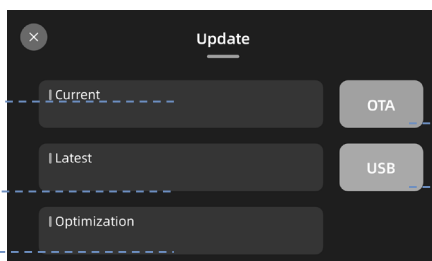 Update
Current
OTA
Latest
USB
Optimization